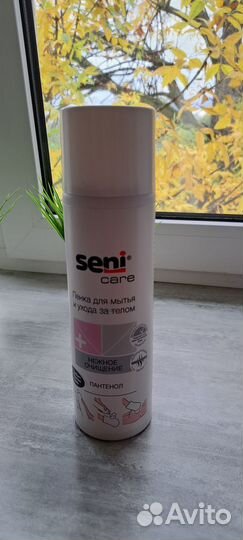 seni
care
Пенка для мытья
и ухода за телом
НЕЖНОЕ
ОЧИЩЕНИЕ
ПАНТЕНОЛ
Avito